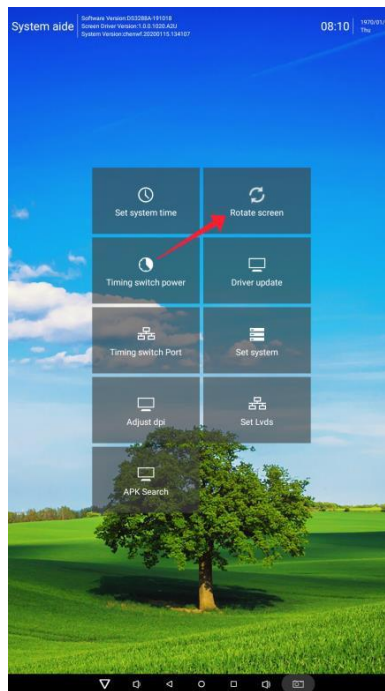 System aide
Software Version:DS3288A-191018
Screen Driver Version:1.0.0.1020.A2U
System Version:chenwf.20200115.134107
08:10
1970/01/
Thu
Set system time
Rotate screen
Timing switch power
Driver update
Timing switch Port
Set system
Adjust dpi
Set Lvds
APK Search